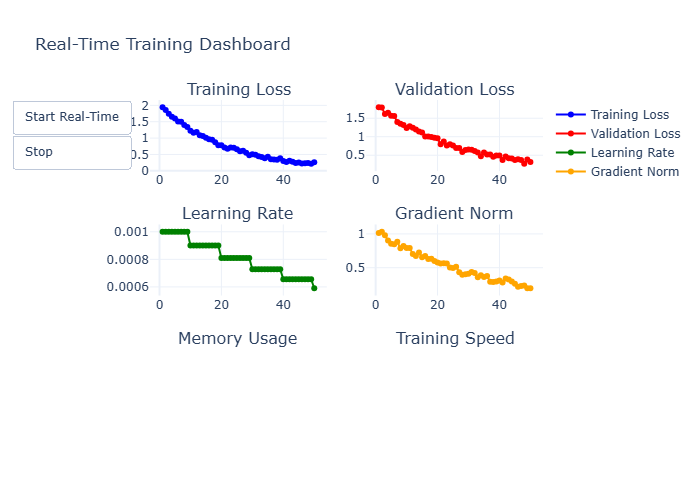 Real-Time Training Dashboard
Start Real-Time
Stop
Training Loss
2
1.5
1
0.5
0
0 20 40
Validation Loss
1.5
1
0.5
0 20 40
Training Loss
Validation Loss
Learning Rate
Gradient Norm
Learning Rate
0.001
0.0008
0.0006
0 20 40
Gradient Norm
1
0.5
0 20 40
Memory Usage
Training Speed